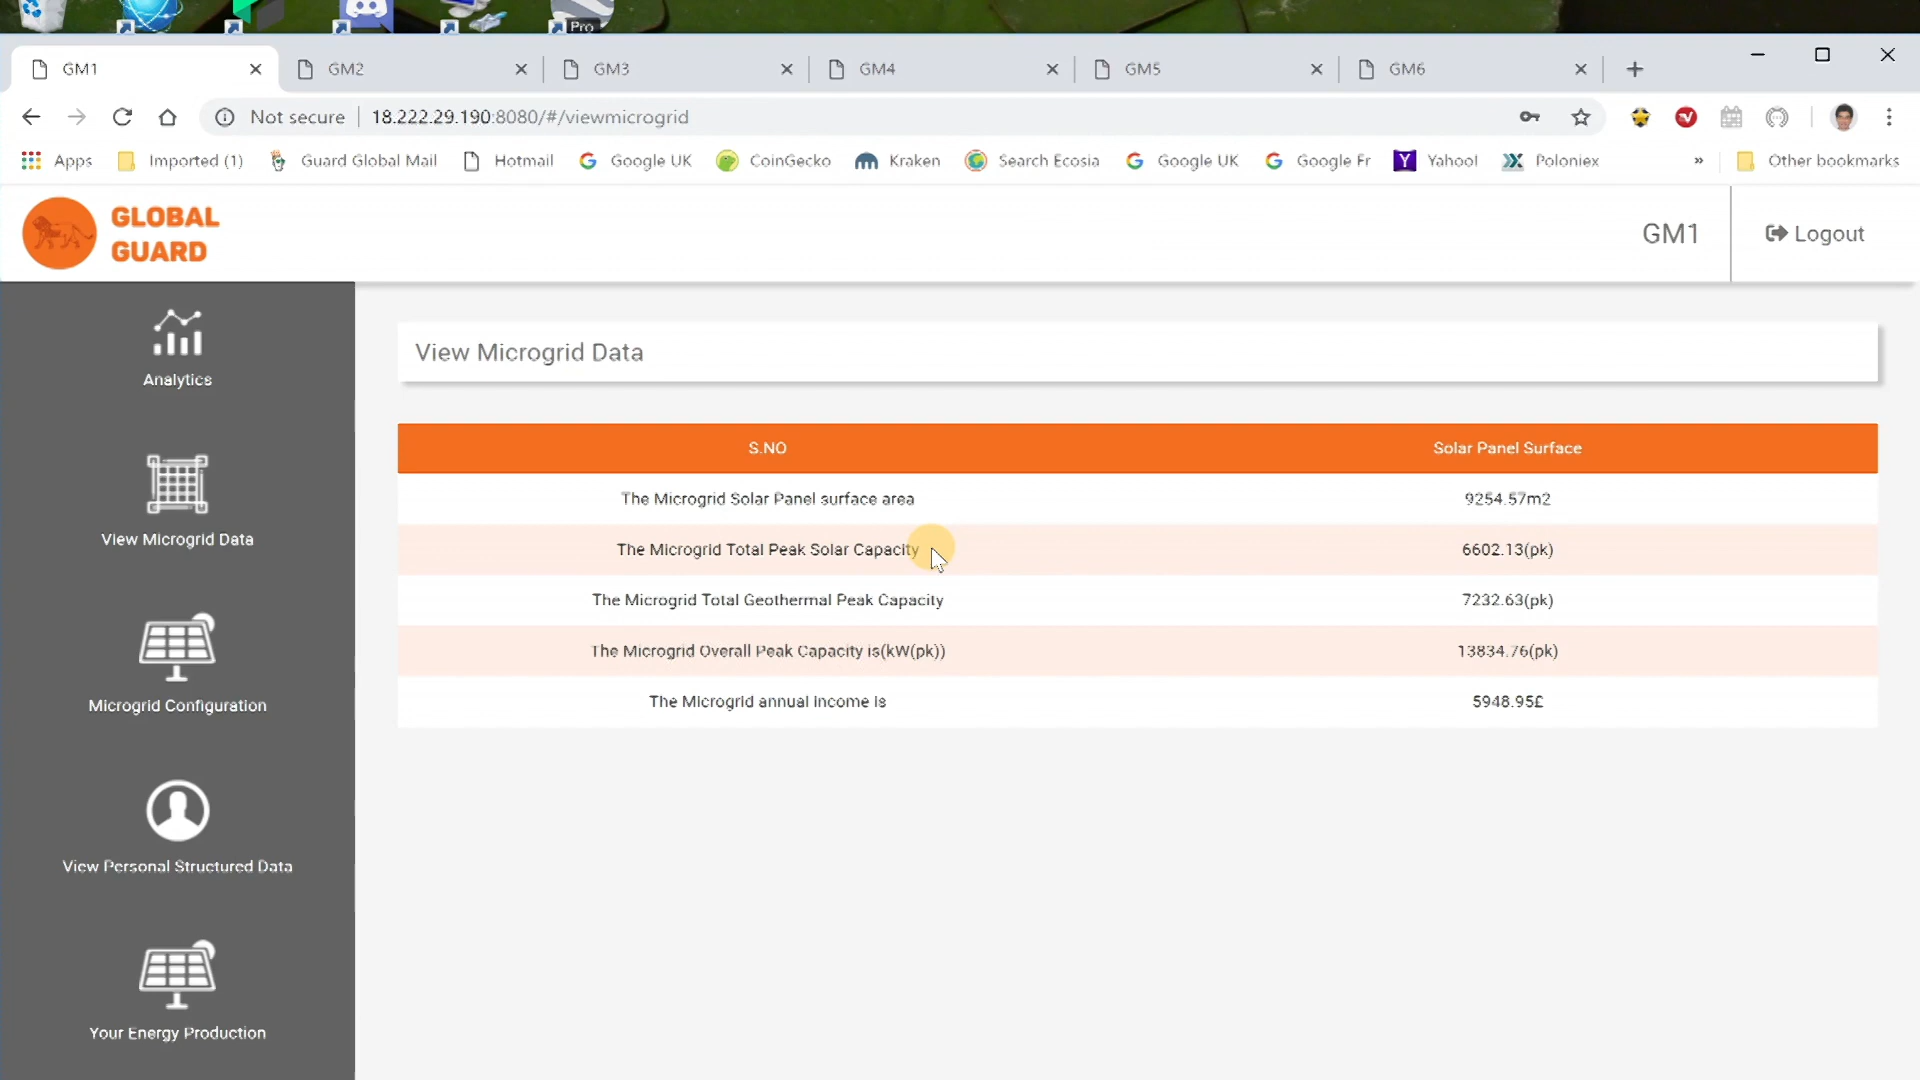 Pro
GM1
GM2
GM3
GM4
GM5
GM6
Not secure
18.222.29.190:8080/#/viewmicrogrid
Apps
Imported (1)
Guard Global Mail
Hotmail
Google UK
CoinGecko
Kraken
Search Ecosia
Google UK
Google Fr
Yahoo!
Poloniex
»
Other bookmarks
GLOBAL
GUARD
GM1
Logout
Analytics
View Microgrid Data
Microgrid Configuration
View Personal Structured Data
Your Energy Production
View Microgrid Data
S.NO Solar Panel Surface
The Microgrid Solar Panel surface area 9254.57m2
The Microgrid Total Peak Solar Capacity 6602.13(pk)
The Microgrid Total Geothermal Peak Capacity 7232.63(pk)
The Microgrid Overall Peak Capacity is(kW(pk)) 13834.76(pk)
The Microgrid annual income is 5948.95£